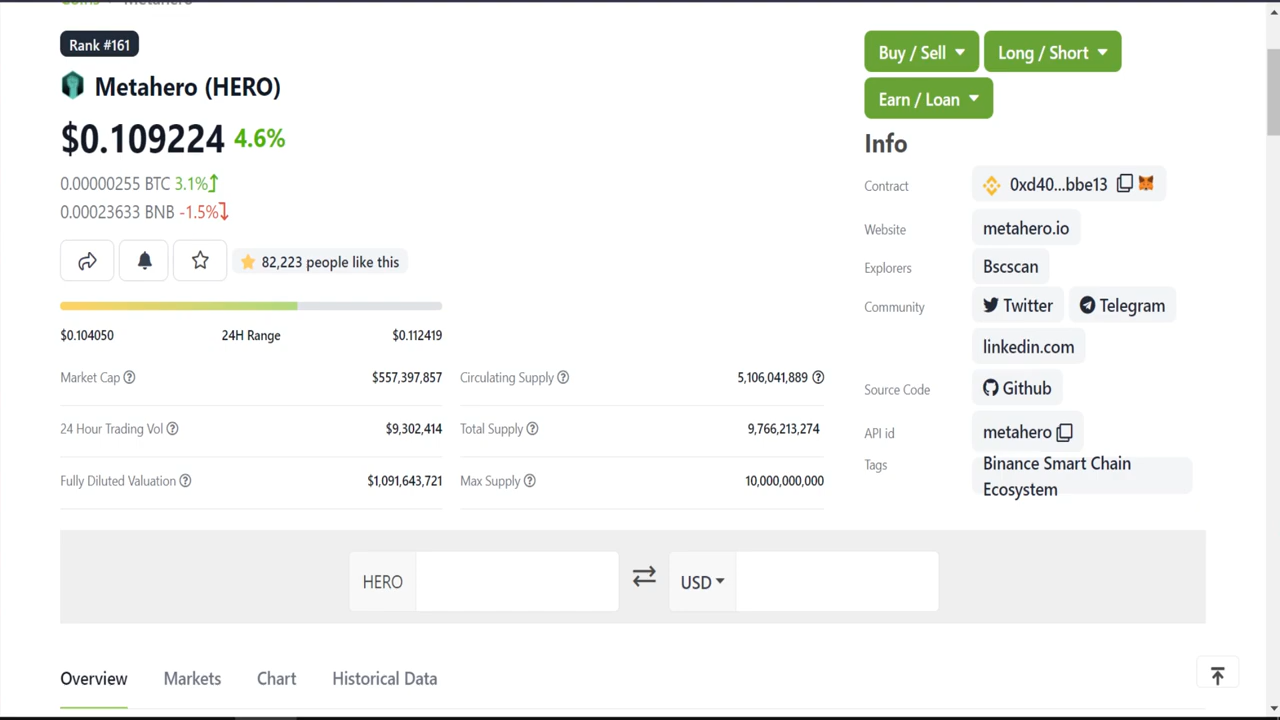 Coins
Metahero
Rank #161
Metahero (HERO)
$0.109224 4.6%
0.00000255 BTC 3.1%
0.00023633 BNB -1.5%
82,223 people like this
$0.104050 24H Range $0.112419
Market Cap $557,397,857
24 Hour Trading Vol $9,302,414
Fully Diluted Valuation $1,091,643,721
Circulating Supply 5,106,041,889
Total Supply 9,766,213,274
Max Supply 10,000,000,000
Buy / Sell Long / Short
Earn / Loan
Info
Contract 0xd40...bbe13
Website metahero.io
Explorers Bscscan
Community Twitter Telegram
linkedin.com
Source Code Github
API id metahero
Tags Binance Smart Chain
Ecosystem
HERO USD
Overview Markets Chart Historical Data